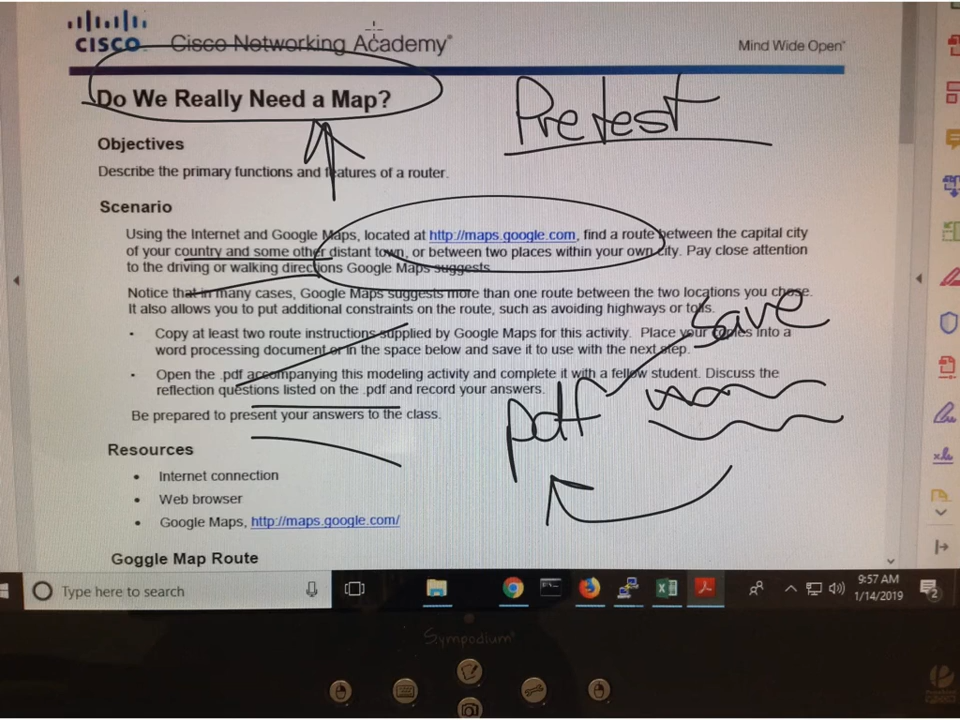 CISCO Cisco Networking Academy® Mind Wide Open®
Do We Really Need a Map?
Pretest
Objectives
Describe the primary functions and features of a router.
Scenario
Using the Internet and Google Maps, located at http://maps.google.com, find a route between the capital city
of your country and some other distant town, or between two places within your own city. Pay close attention
to the driving or walking directions Google Maps suggests.
Notice that in many cases, Google Maps suggests more than one route between the two locations you chose.
It also allows you to put additional constraints on the route, such as avoiding highways or tolls.
Save
• Copy at least two route instructions supplied by Google Maps for this activity. Place your copies into a
word processing document or in the space below and save it to use with the next step.
• Open the .pdf accompanying this modeling activity and complete it with a fellow student. Discuss the
reflection questions listed on the .pdf and record your answers.
pdf
Be prepared to present your answers to the class.
Resources
• Internet connection
• Web browser
• Google Maps, http://maps.google.com/
Goggle Map Route
Type here to search
9:57 AM
1/14/2019
2
Sympodium®